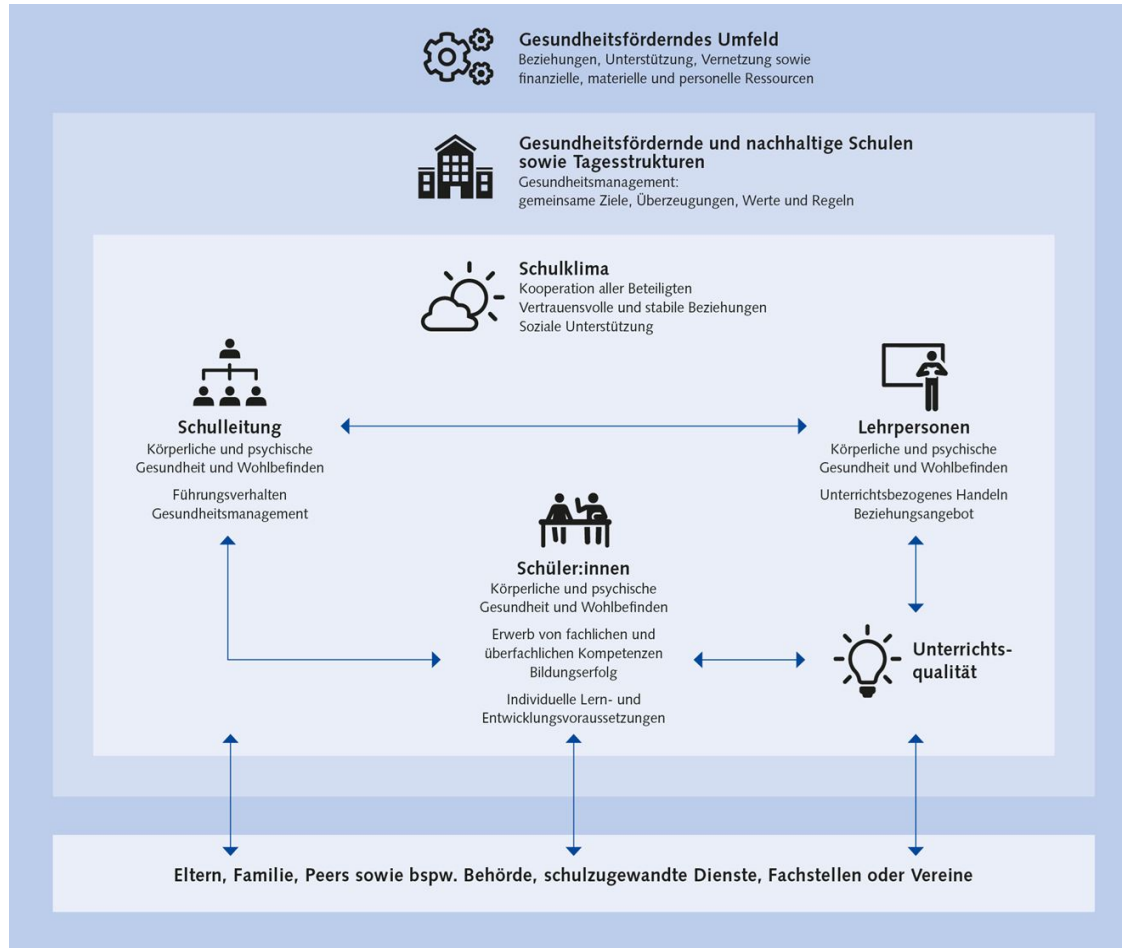 Gesundheitsförderndes Umfeld
Beziehungen, Unterstützung, Vernetzung sowie
finanzielle, materielle und personelle Ressourcen
Gesundheitsfördernde und nachhaltige Schulen
sowie Tagesstrukturen
Gesundheitsmanagement:
gemeinsame Ziele, Überzeugungen, Werte und Regeln
Schulklima
Kooperation aller Beteiligten
Vertrauensvolle und stabile Beziehungen
Soziale Unterstützung
Schulleitung
Körperliche und psychische
Gesundheit und Wohlbefinden
Führungsverhalten
Gesundheitsmanagement
Lehrpersonen
Körperliche und psychische
Gesundheit und Wohlbefinden
Unterrichtsbezogenes Handeln
Beziehungsangebot
Schüler:innen
Körperliche und psychische
Gesundheit und Wohlbefinden
Erwerb von fachlichen und
überfachlichen Kompetenzen
Bildungserfolg
Individuelle Lern- und
Entwicklungsvoraussetzungen
Unterrichts-
qualität
Eltern, Familie, Peers sowie bspw. Behörde, schulzugewandte Dienste, Fachstellen oder Vereine